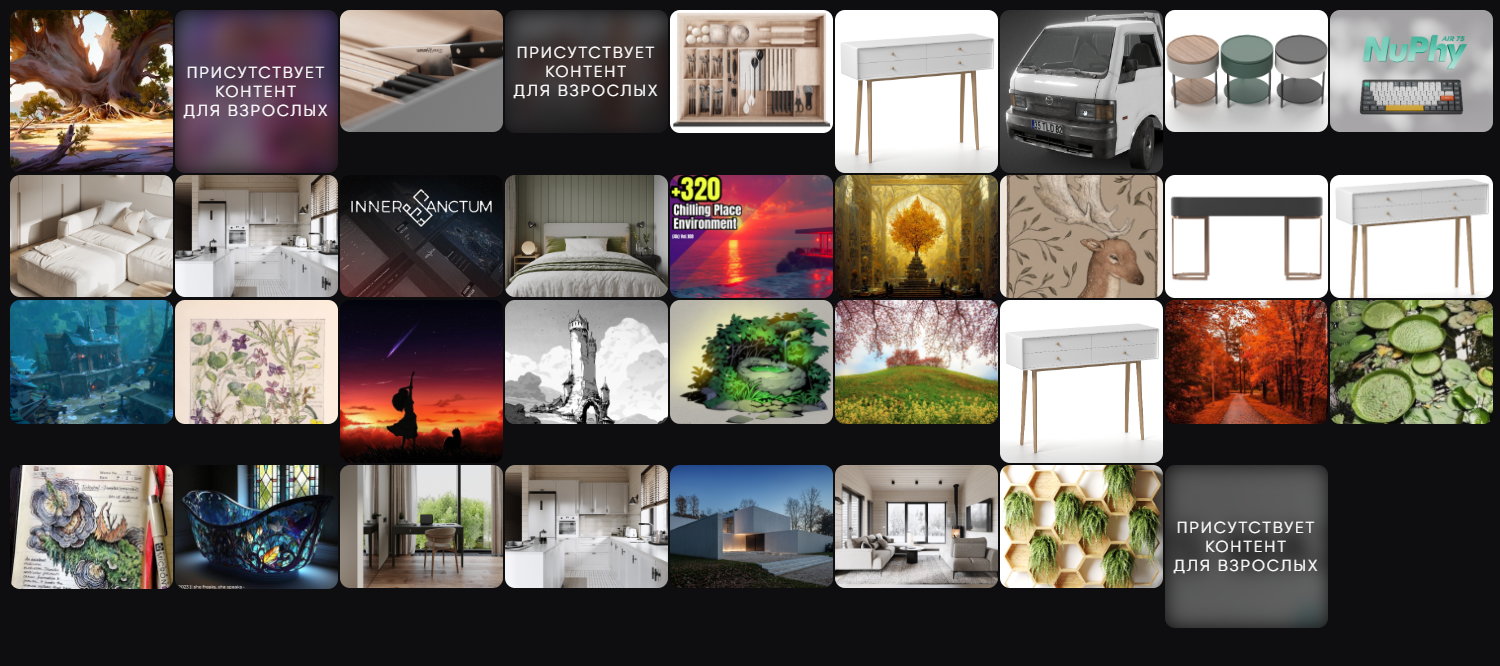 ПРИСУТСТВУЕТ
КОНТЕНТ
ДЛЯ ВЗРОСЛЫХ
ПРИСУТСТВУЕТ
КОНТЕНТ
ДЛЯ ВЗРОСЛЫХ
AIR 75
NuPhy
INNER SANCTUM
+320
Chilling Place
Environment
ПРИСУТСТВУЕТ
КОНТЕНТ
ДЛЯ ВЗРОСЛЫХ